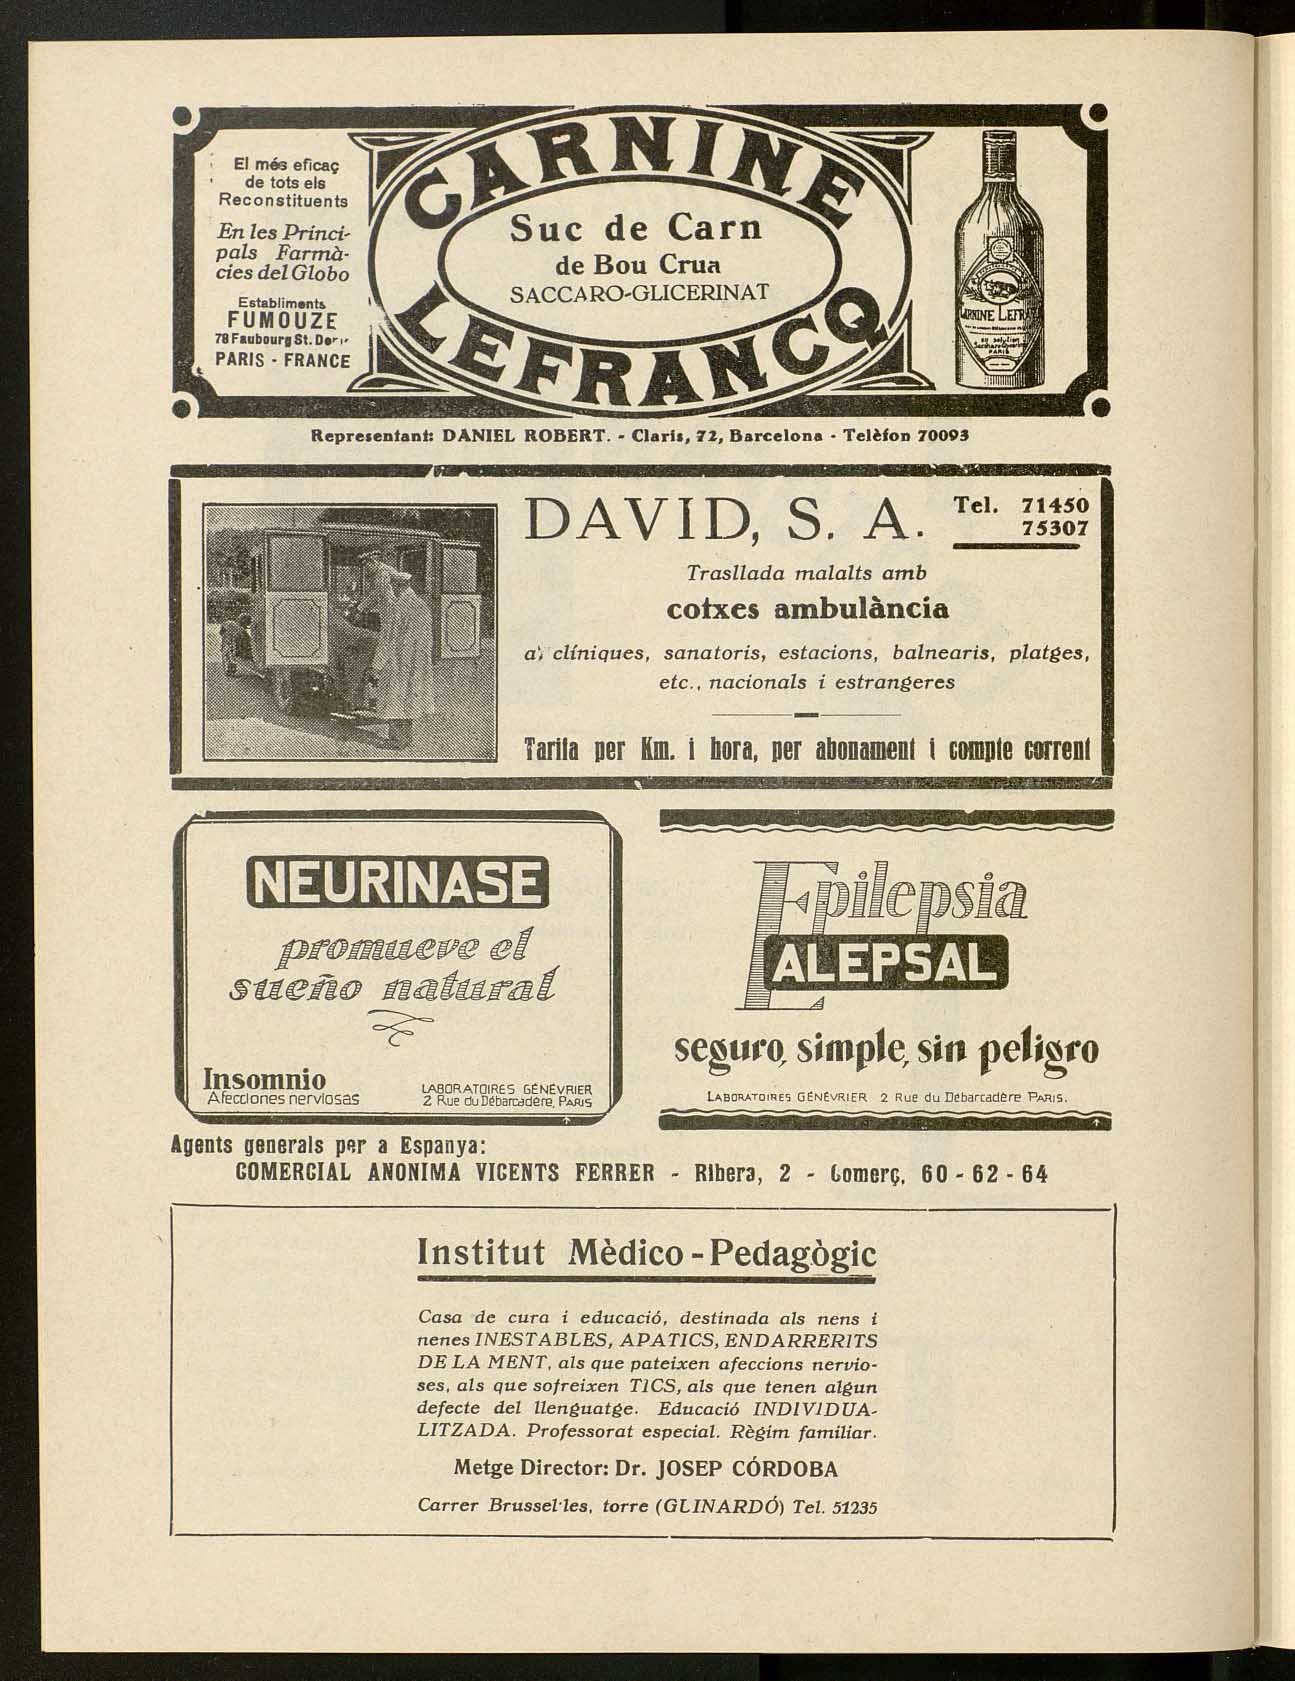 El més eficaç
de tots els
Reconstituents
En les Princi-
pals Farmà-
cies del Globo
Establiments
FUMOUZE
78 Faubourg St.
PARIS - FRANCE
CARNINE
Suc de Carn
de Bou Crua
SACCARO-GLICERINAT
LEFRANCQ
Representant: DANIEL ROBERT. - Claris, 72, Barcelona - Telèfon 70093
DAVID, S. A.
Tel. 71450
75307
Trasllada malalts amb
cotxes ambulància
a clíniques, sanatoris, estacions, balnearis, platges,
etc., nacionals i estrangeres
Tarifa per Km. i hora, per abonament i compte corrent
NEURINASE
promueve el
sueño natural
Insomnio
Afecciones nerviosas
LABORATOIRES GÉNÉVRIER
2 Rue du Débarcadère, PARIS
Epilepsia
ALEPSAL
seguro, simple, sin peligro
LABORATOIRES GÉNÉVRIER 2 Rue du Débarcadère PARIS.
Agents generals per a Espanya:
COMERCIAL ANONIMA VICENTS FERRER - Ribera, 2 - Comerç, 60 - 62 - 64
Institut Mèdico-Pedagògic
Casa de cura i educació, destinada als nens i
nenes INESTABLES, APATICS, ENDARRERITS
DE LA MENT, als que pateixen afeccions nervio-
ses, als que sofreixen TICS, als que tenen algun
defecte del llenguatge. Educació INDIVIDUA-
LITZADA. Professorat especial. Règim familiar.
Metge Director: Dr. JOSEP CÓRDOBA
Carrer Brussel·les, torre (GUINARDÓ) Tel. 51235